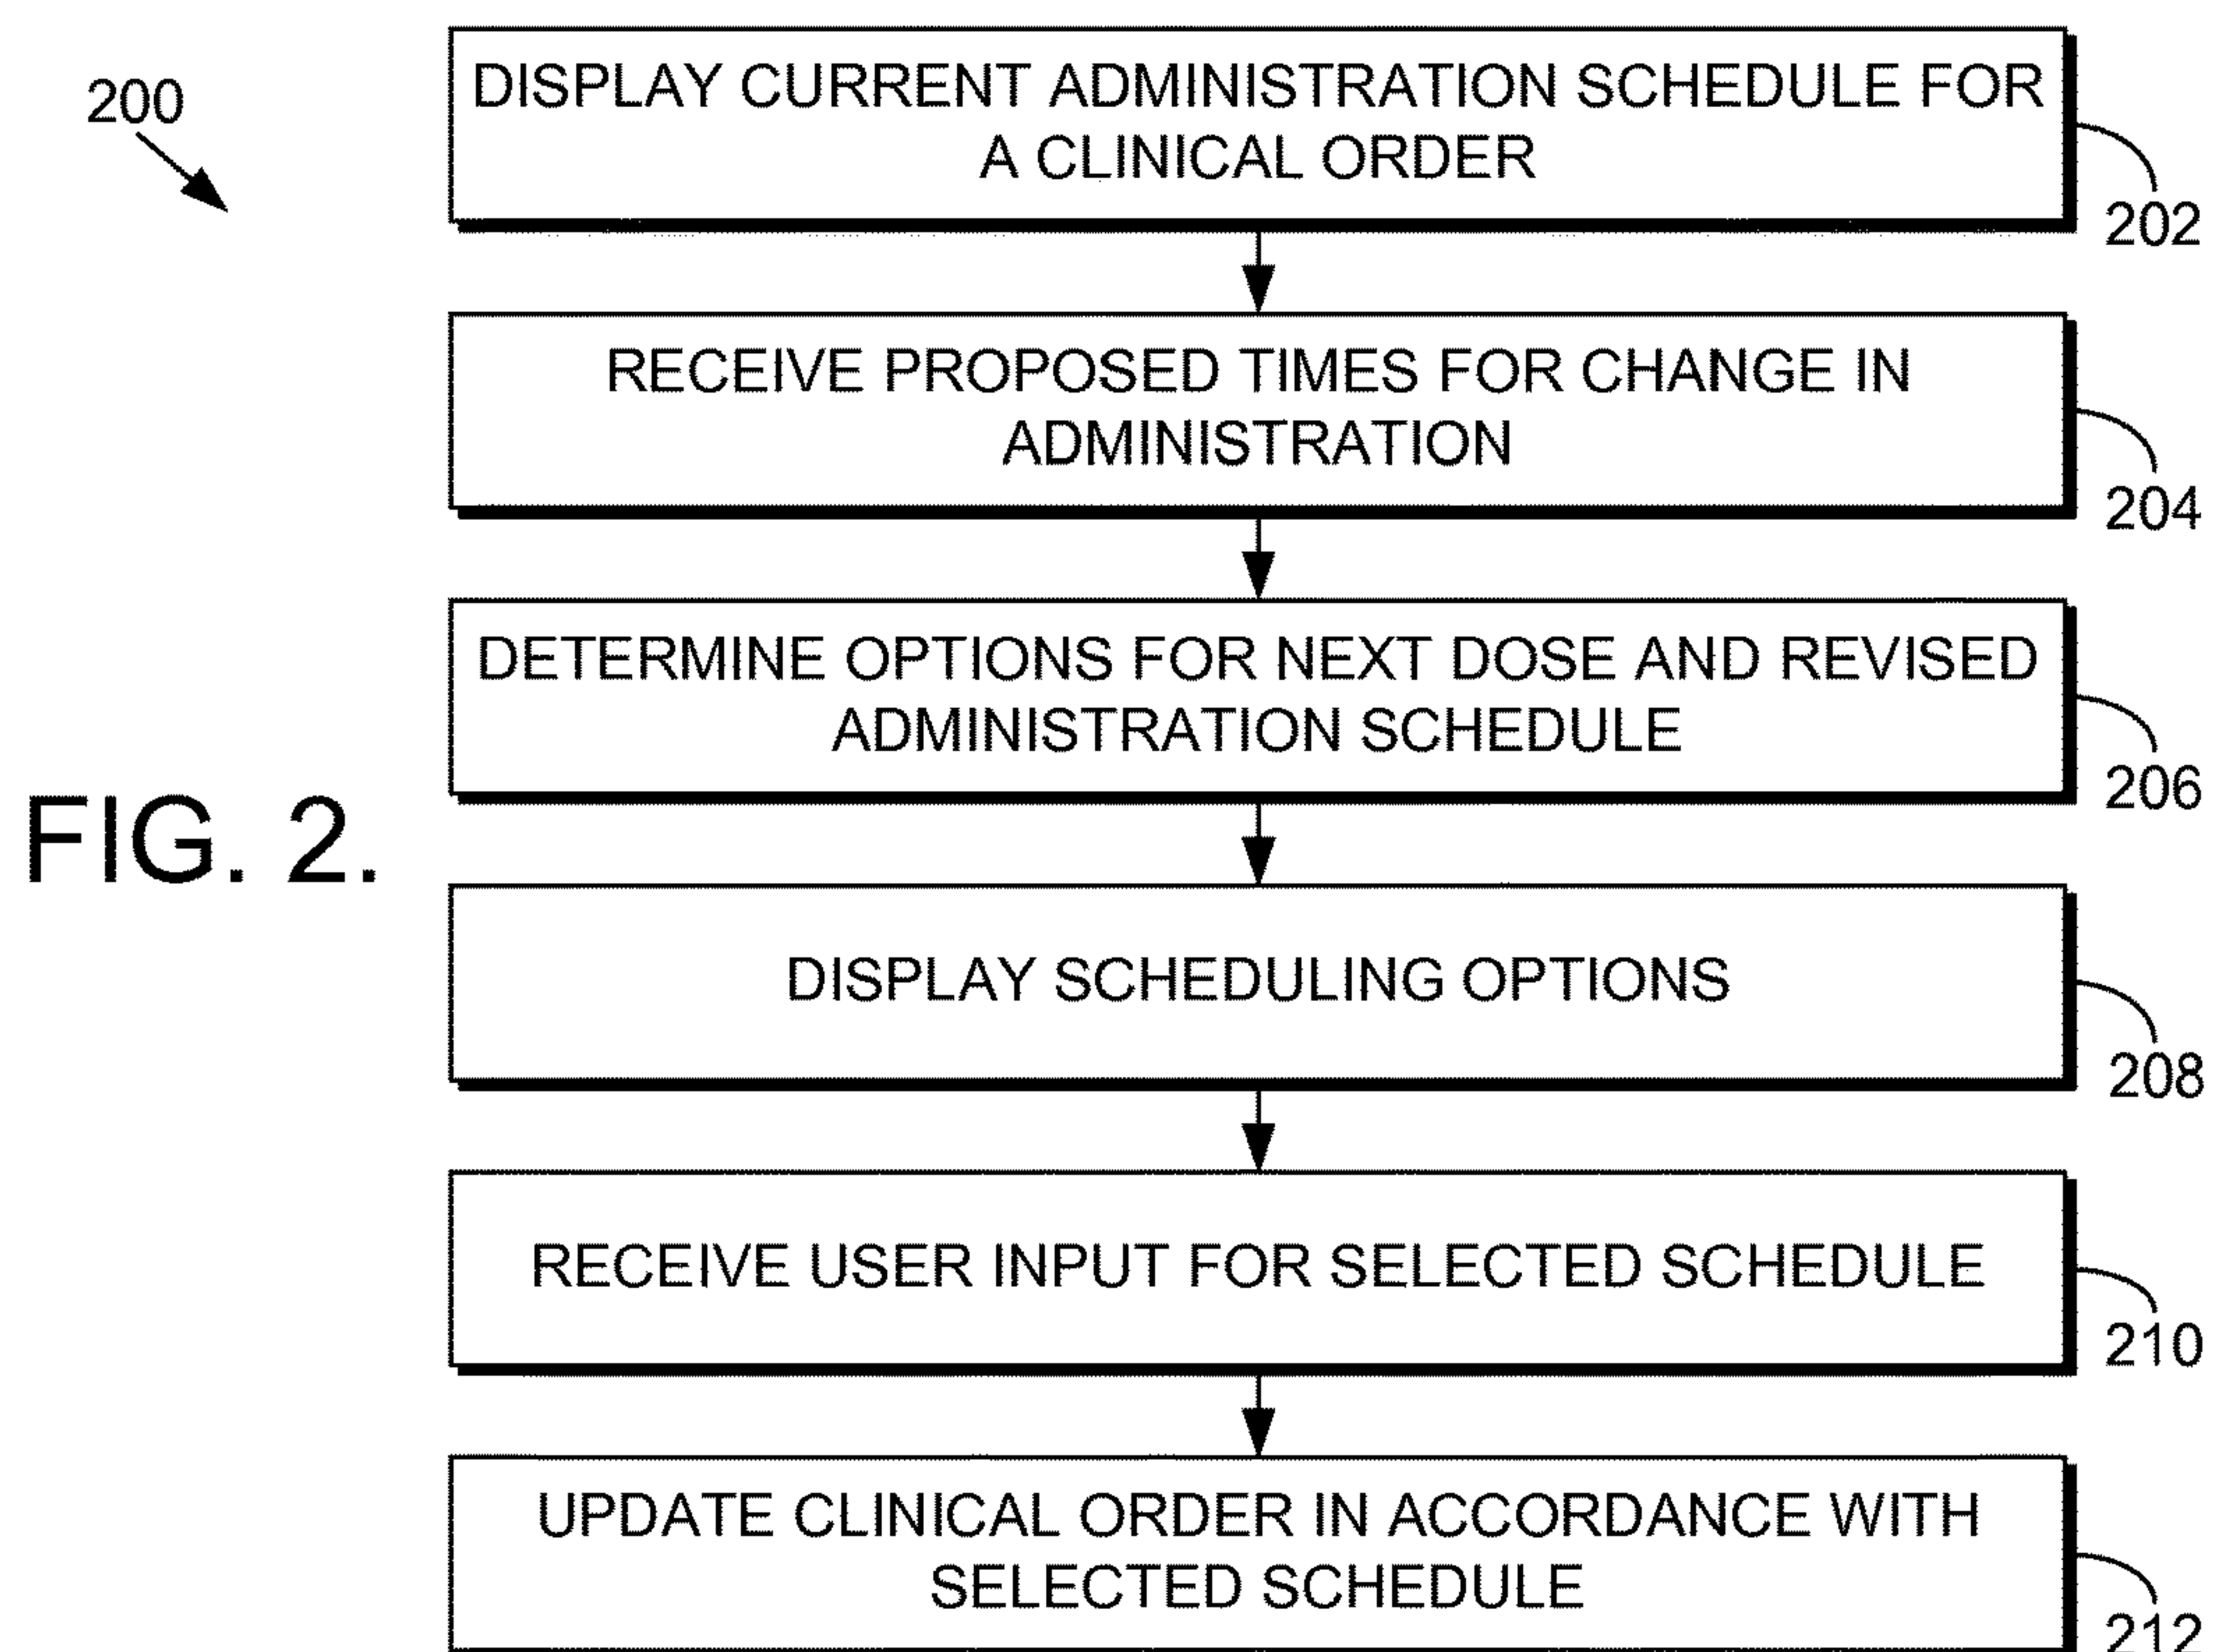 200
DISPLAY CURRENT ADMINISTRATION SCHEDULE FOR
A CLINICAL ORDER
202
RECEIVE PROPOSED TIMES FOR CHANGE IN
ADMINISTRATION
204
DETERMINE OPTIONS FOR NEXT DOSE AND REVISED
ADMINISTRATION SCHEDULE
206
FIG. 2.
DISPLAY SCHEDULING OPTIONS
208
RECEIVE USER INPUT FOR SELECTED SCHEDULE
210
UPDATE CLINICAL ORDER IN ACCORDANCE WITH
SELECTED SCHEDULE
212